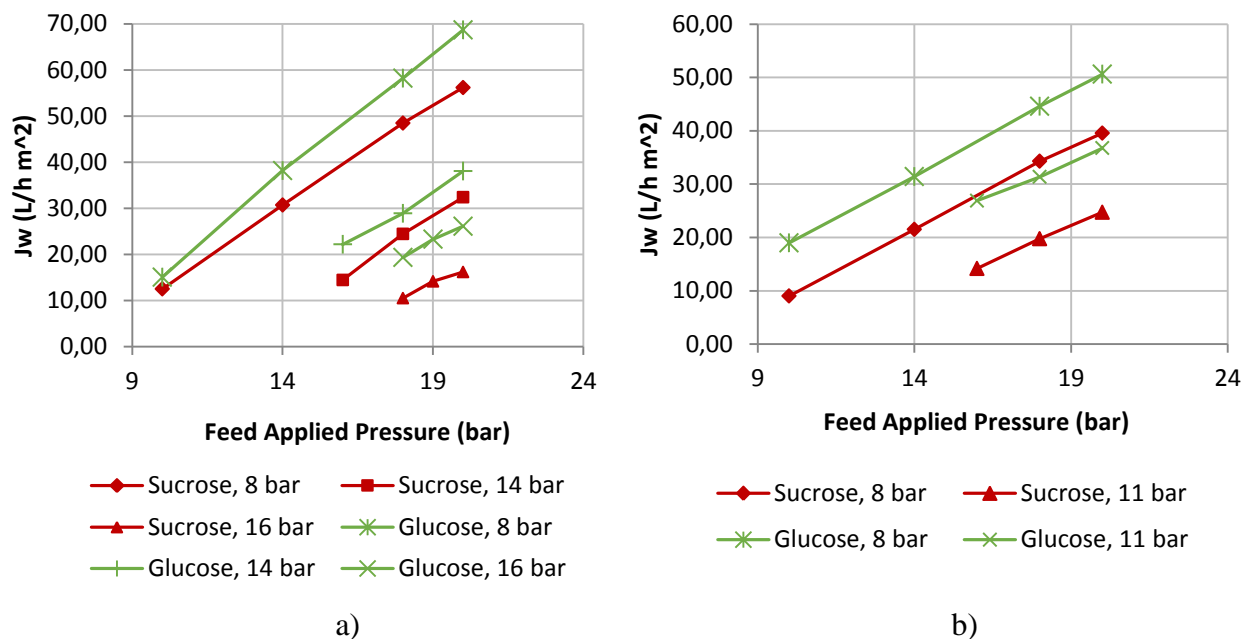 70,00
60,00
50,00
40,00
30,00
20,00
10,00
0,00
Jw (L/h m^2)
9 14 19 24
Feed Applied Pressure (bar)
Sucrose, 8 bar Sucrose, 14 bar
Sucrose, 16 bar Glucose, 8 bar
Glucose, 14 bar Glucose, 16 bar
a)
60,00
50,00
40,00
30,00
20,00
10,00
0,00
Jw (L/h m^2)
9 14 19 24
Feed Applied Pressure (bar)
Sucrose, 8 bar Sucrose, 11 bar
Glucose, 8 bar Glucose, 11 bar
b)